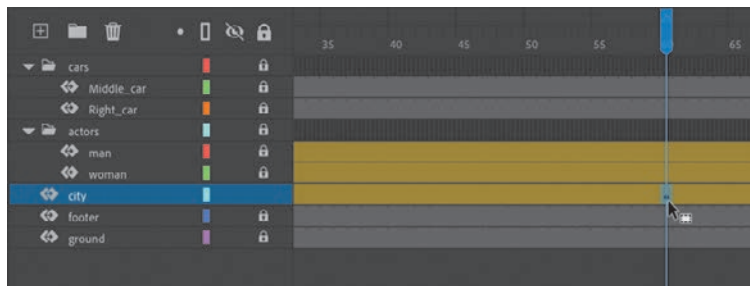 35 40 45 50 55 65
cars
Middle_car
Right_car
actors
man
woman
city
footer
ground